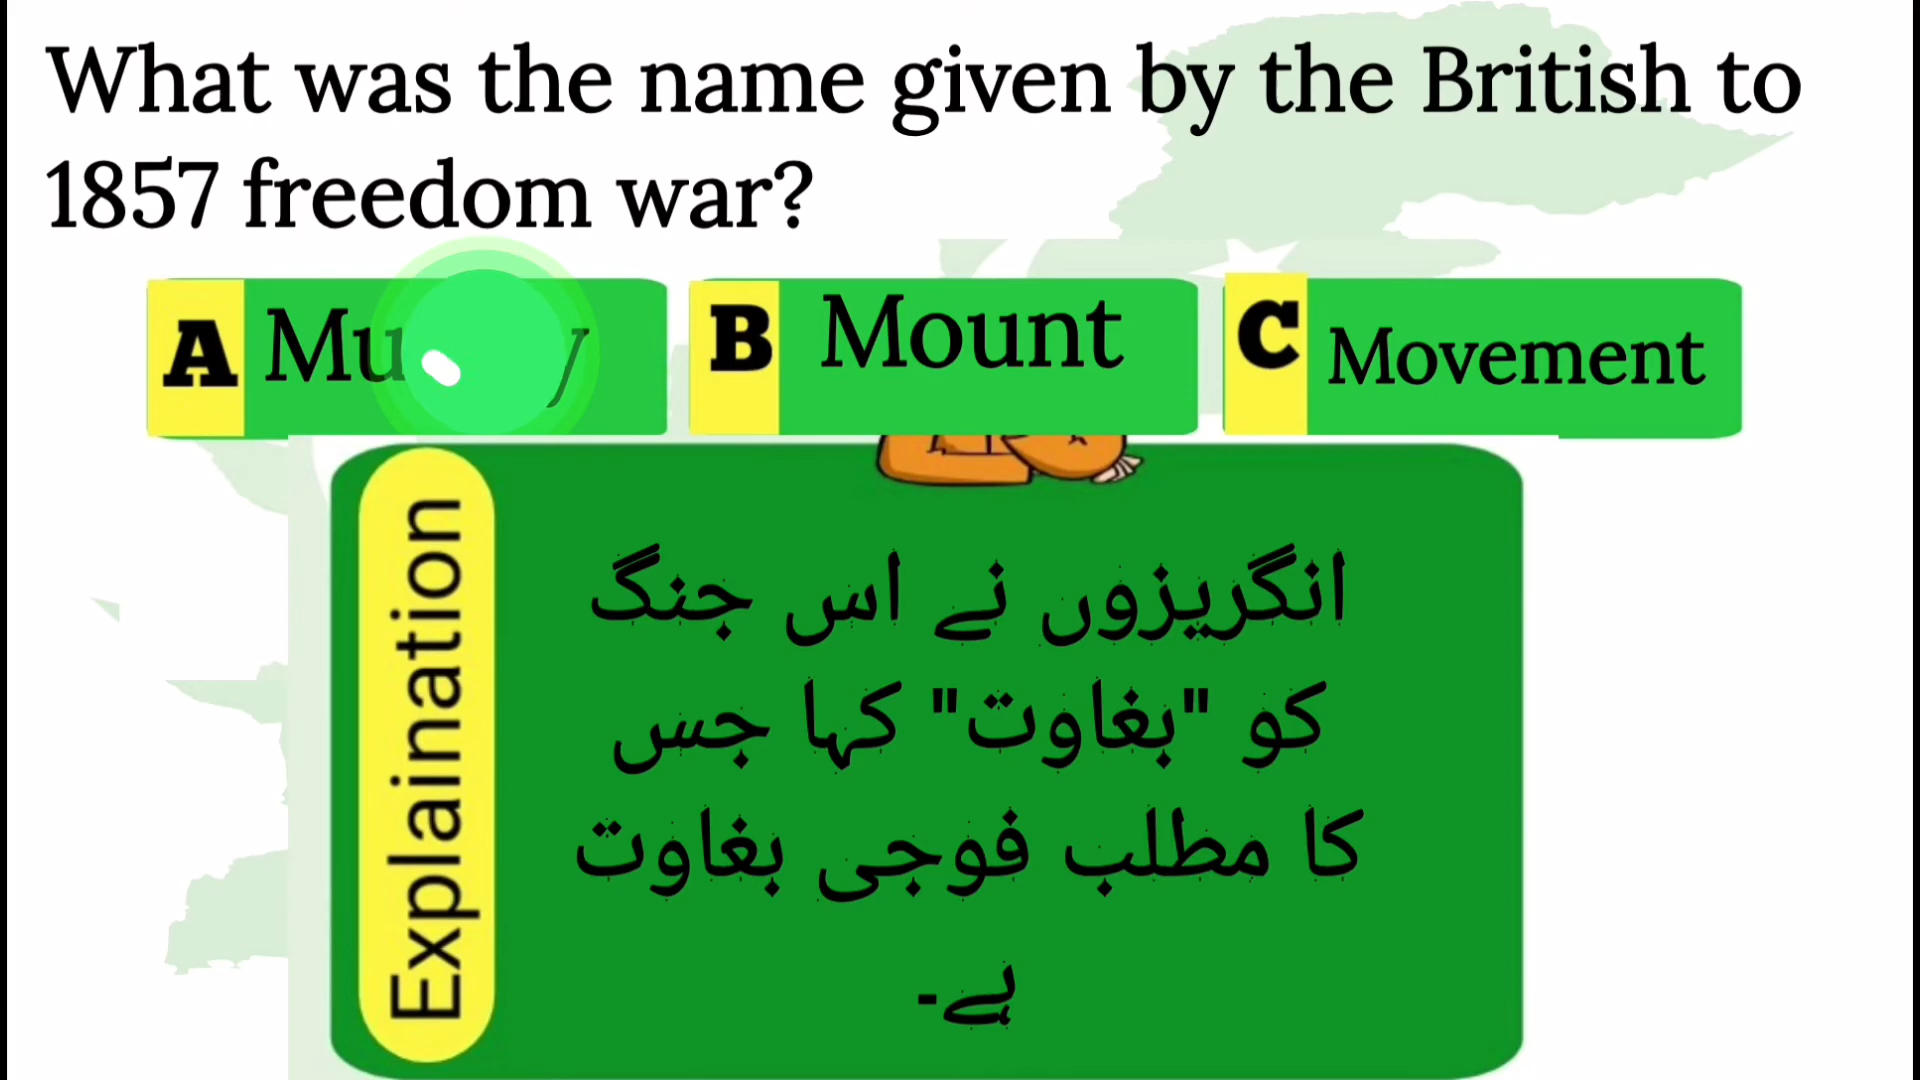 What was the name given by the British to
1857 freedom war?
A
B Mount
C Movement
Explaination
انگریزوں نے اس جنگ
کو "بغاوت" کہا جس
کا مطلب فوجی بغاوت
ہے۔